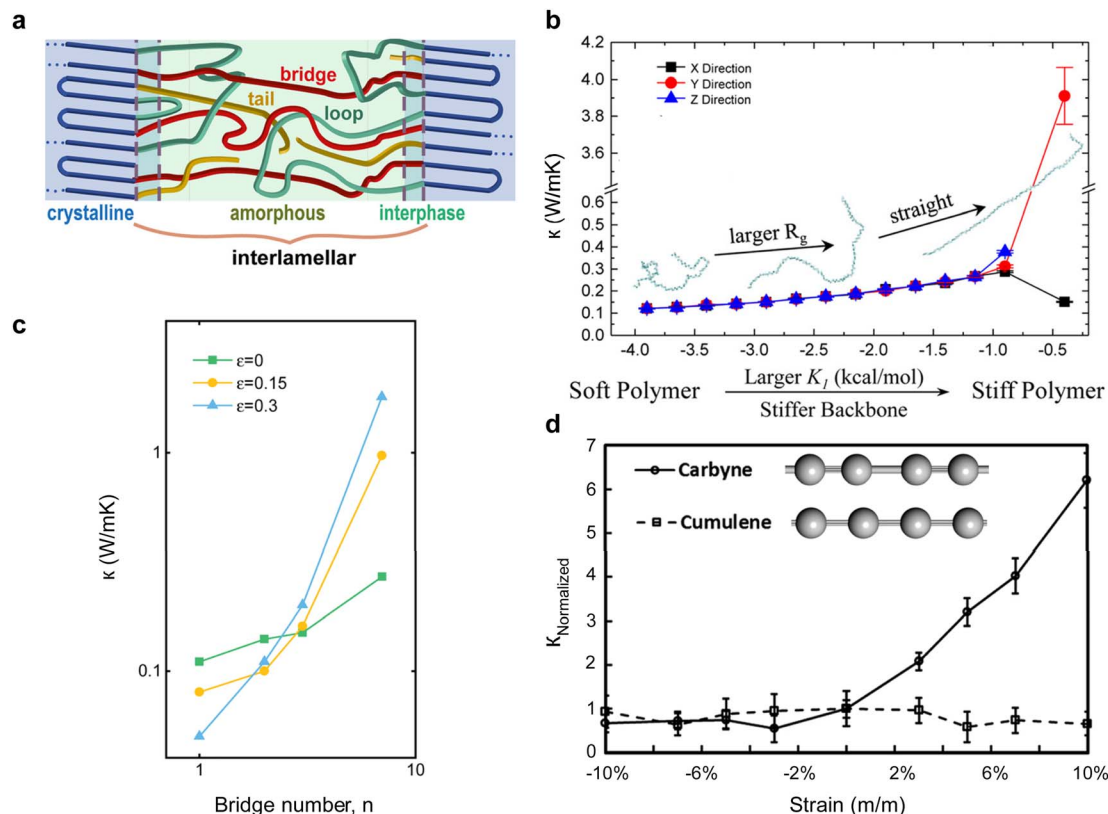 a
bridge
tail
loop
crystalline
amorphous
interphase
interlamellar
b
4.2
4.0
3.8
3.6
0.6
0.5
0.4
0.3
0.2
0.1
0.0
κ (W/mK)
X Direction
Y Direction
Z Direction
larger Rg
straight
-4.0 -3.5 -3.0 -2.5 -2.0 -1.5 -1.0 -0.5
Soft Polymer
Larger K1 (kcal/mol)
Stiffer Backbone
Stiff Polymer
c
ε=0
ε=0.15
ε=0.3
1
0.1
κ (W/mK)
1 10
Bridge number, n
d
7
6
5
4
3
2
1
0
κNormalized
Carbyne
Cumulene
-10% -6% -2% 2% 6% 10%
Strain (m/m)